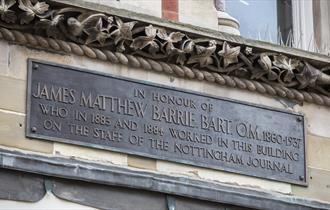 IN HONOUR OF
JAMES MATTHEW BARRIE, BART. O.M. 1860-1937
WHO IN 1883 AND 1884 WORKED IN THIS BUILDING
ON THE STAFF OF THE NOTTINGHAM JOURNAL